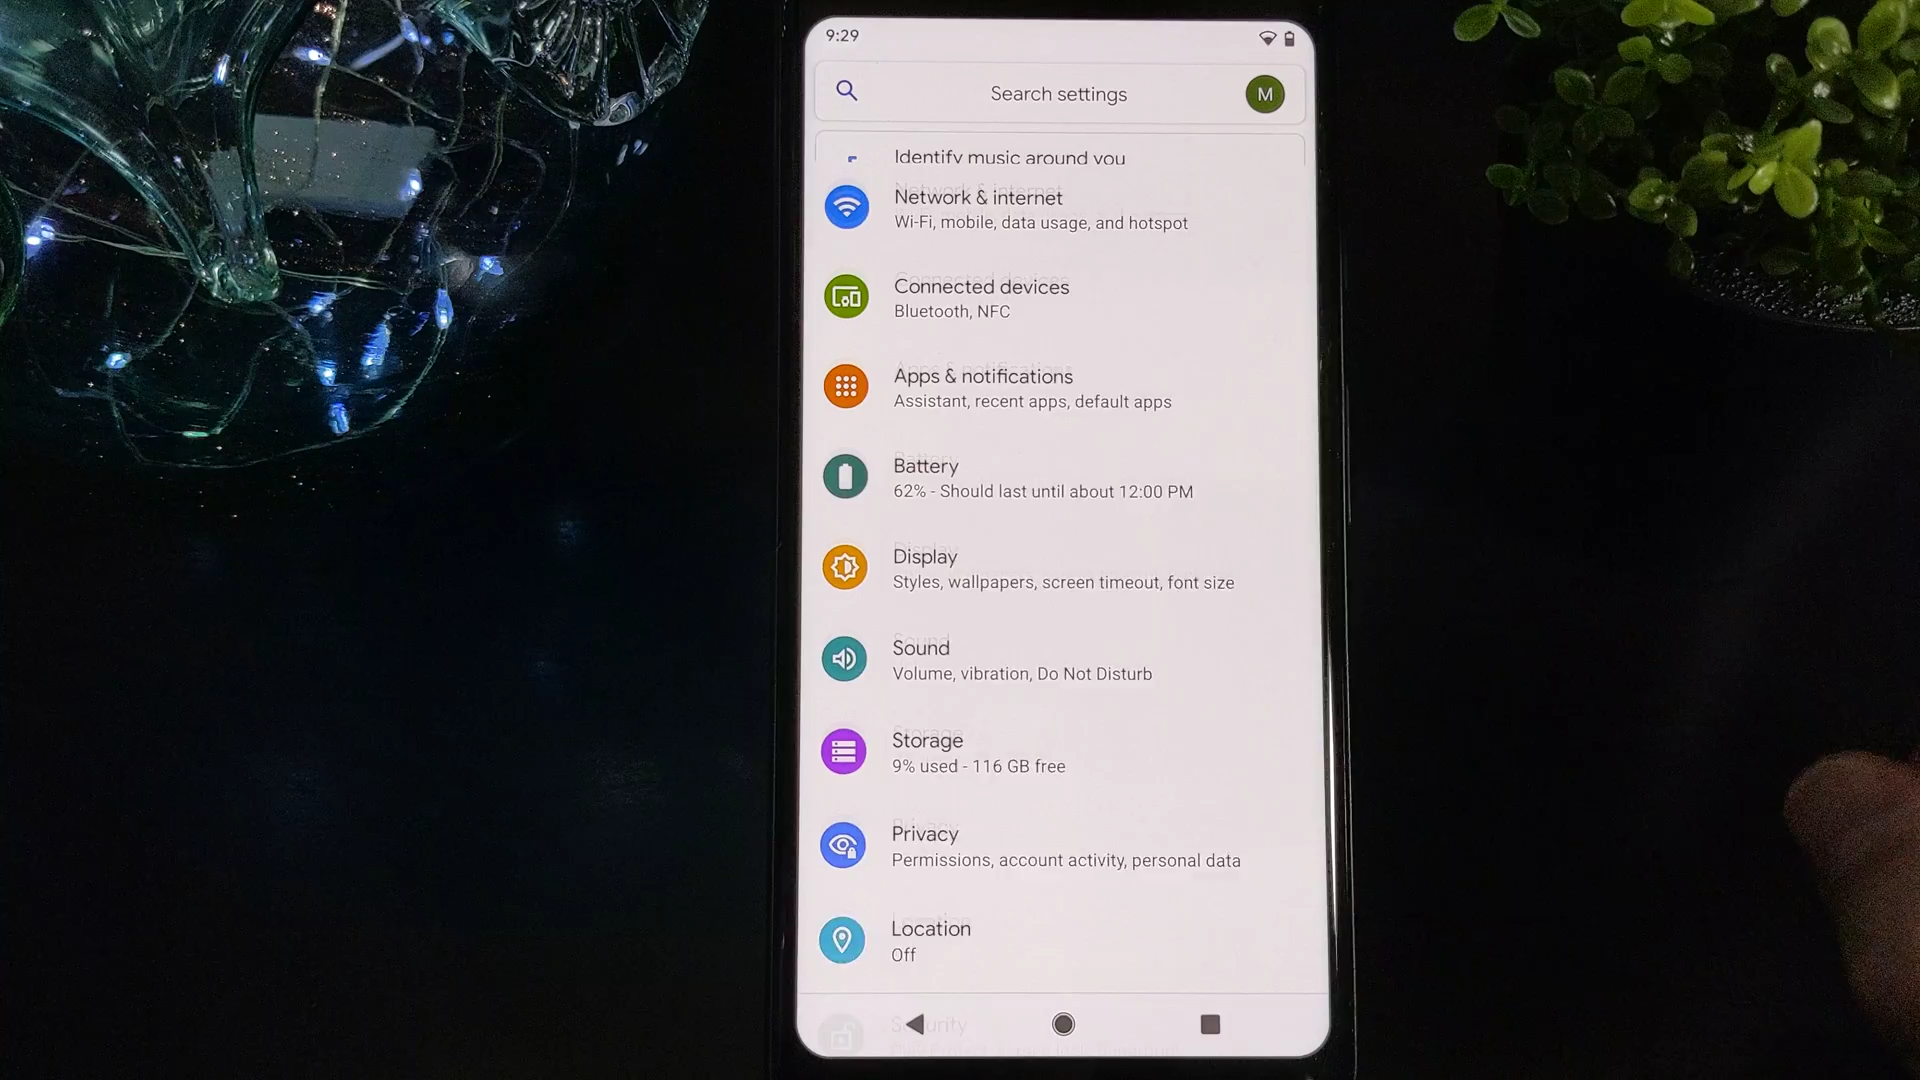 9:29
Search settings
M
Identify music around you
Network & internet
Wi-Fi, mobile, data usage, and hotspot
Connected devices
Bluetooth, NFC
Apps & notifications
Assistant, recent apps, default apps
Battery
62% - Should last until about 12:00 PM
Display
Styles, wallpapers, screen timeout, font size
Sound
Volume, vibration, Do Not Disturb
Storage
9% used - 116 GB free
Privacy
Permissions, account activity, personal data
Location
Off
Security